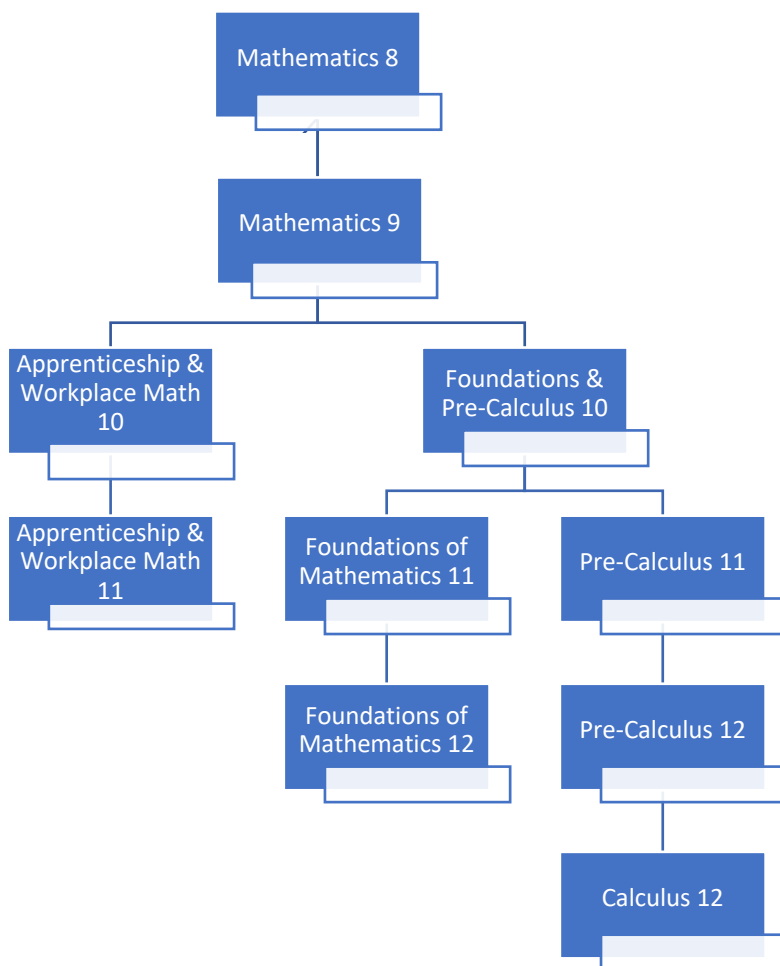 Mathematics 8
Mathematics 9
Apprenticeship &
Workplace Math
10
Foundations &
Pre-Calculus 10
Apprenticeship &
Workplace Math
11
Foundations of
Mathematics 11
Pre-Calculus 11
Foundations of
Mathematics 12
Pre-Calculus 12
Calculus 12